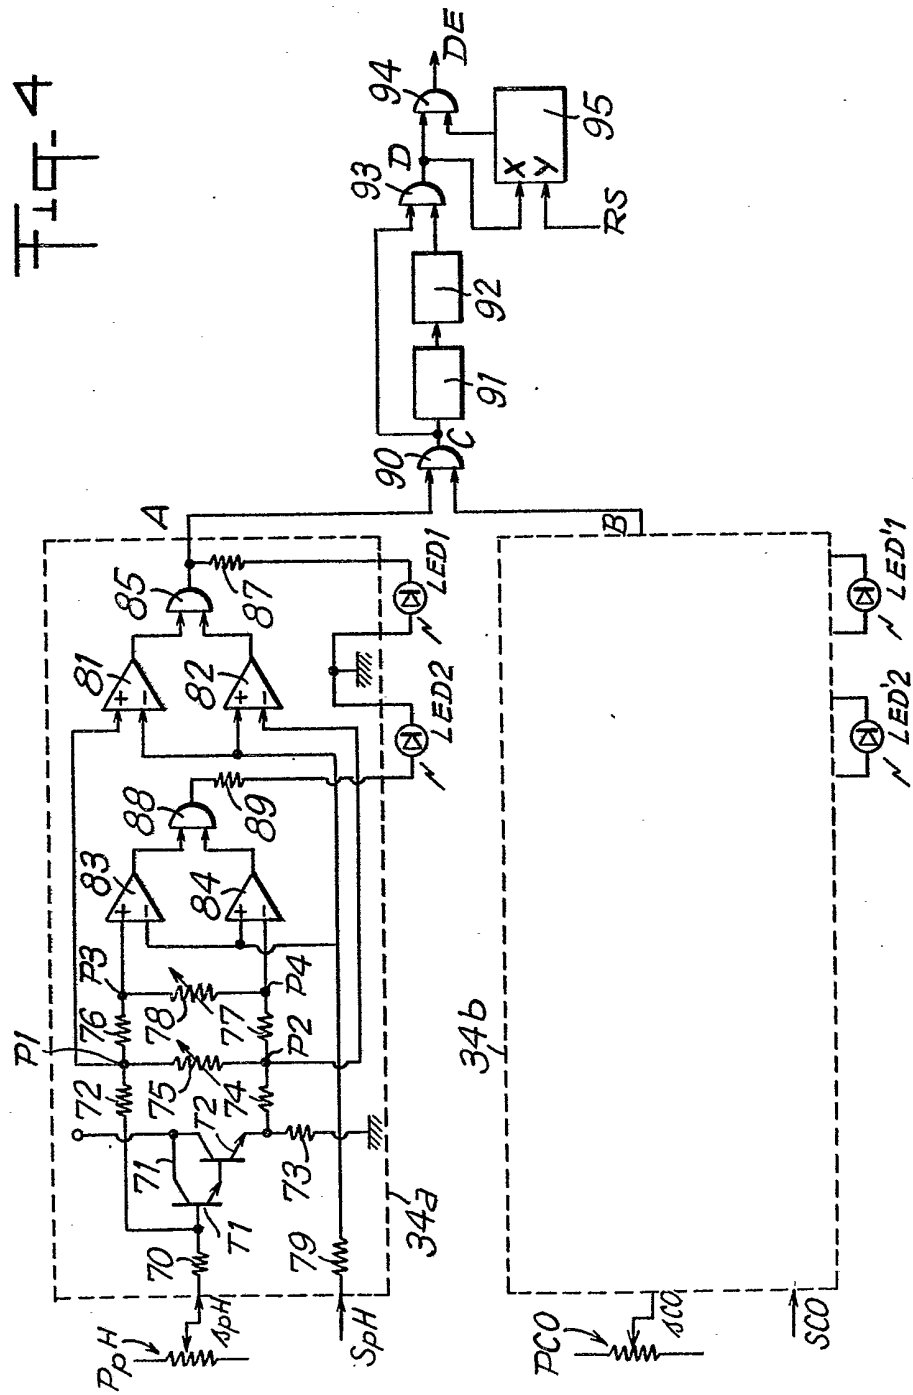 Fig. 4
PpH
spH
SpH
70
71
T1
T2
72
73
74
75
76
77
78
79
P1
P2
P3
P4
+
−
83
+
−
84
88
89
+
−
81
+
−
82
85
87
A
LED1
LED2
34a
34b
PCO
sCO
SCO
B
LED'1
LED'2
90
C
91
92
93
D
94
DE
X
Y
95
RS